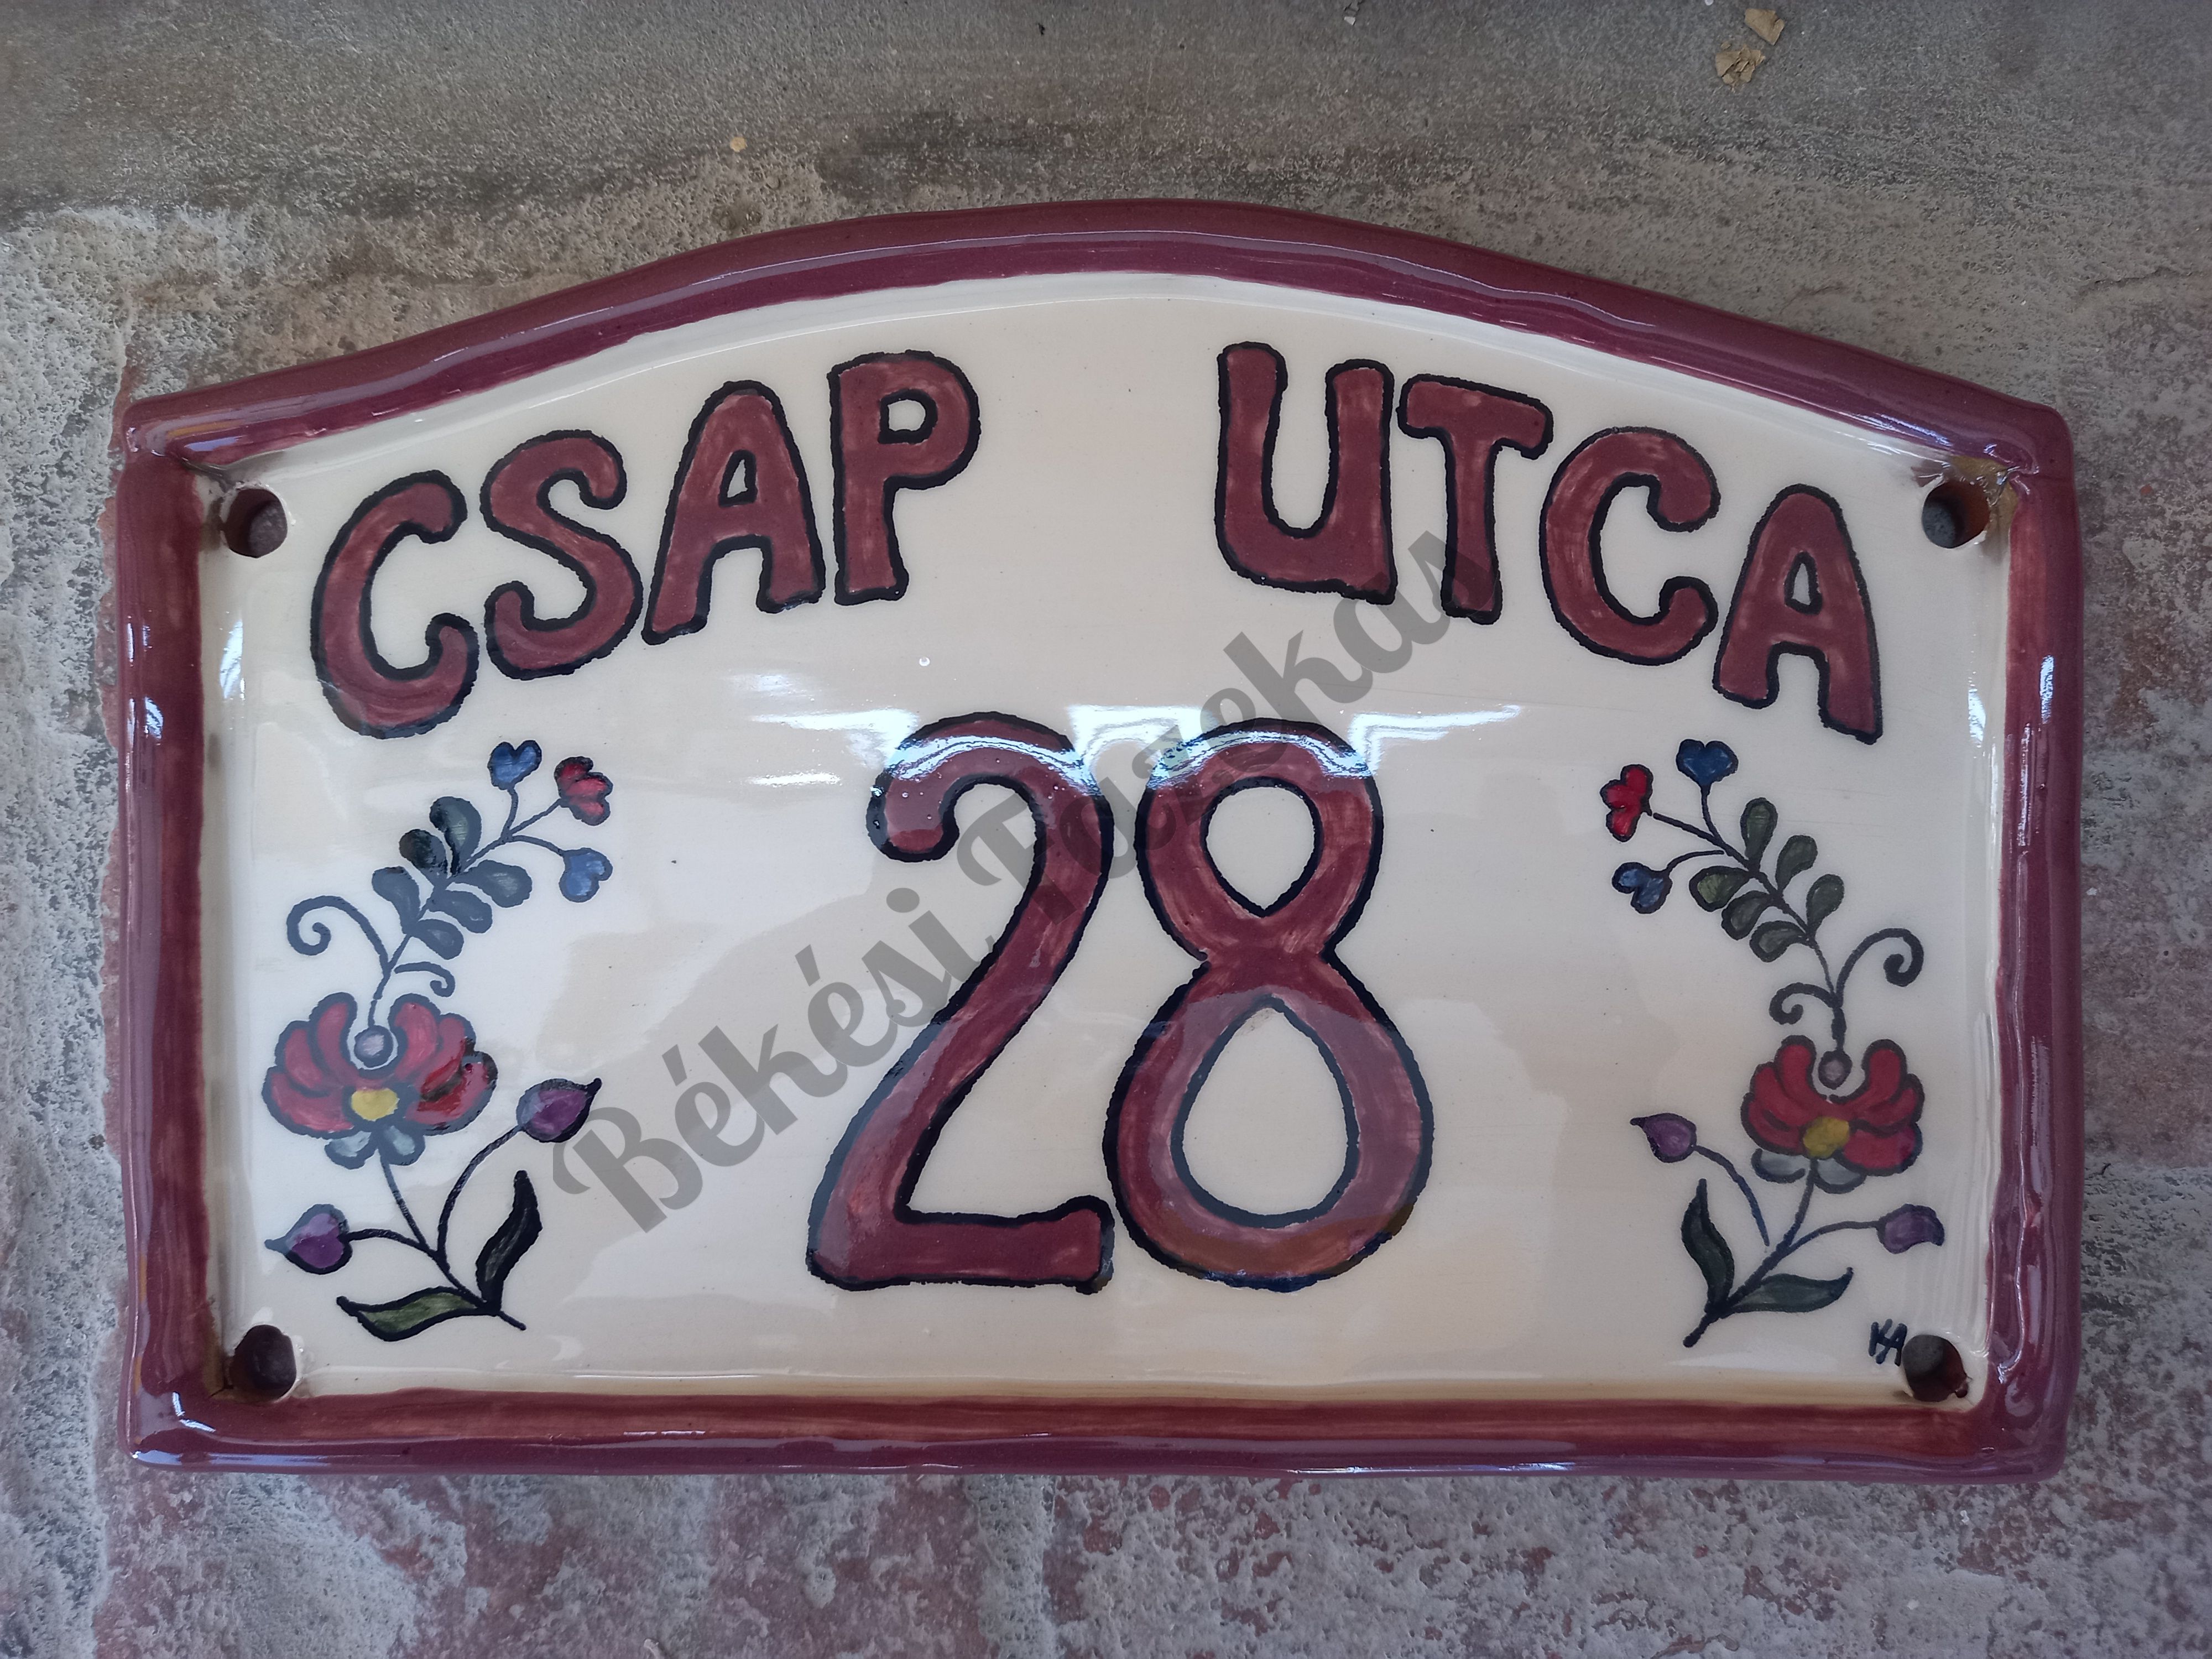 CSAP UTCA
28
Békési Fazekas
KA